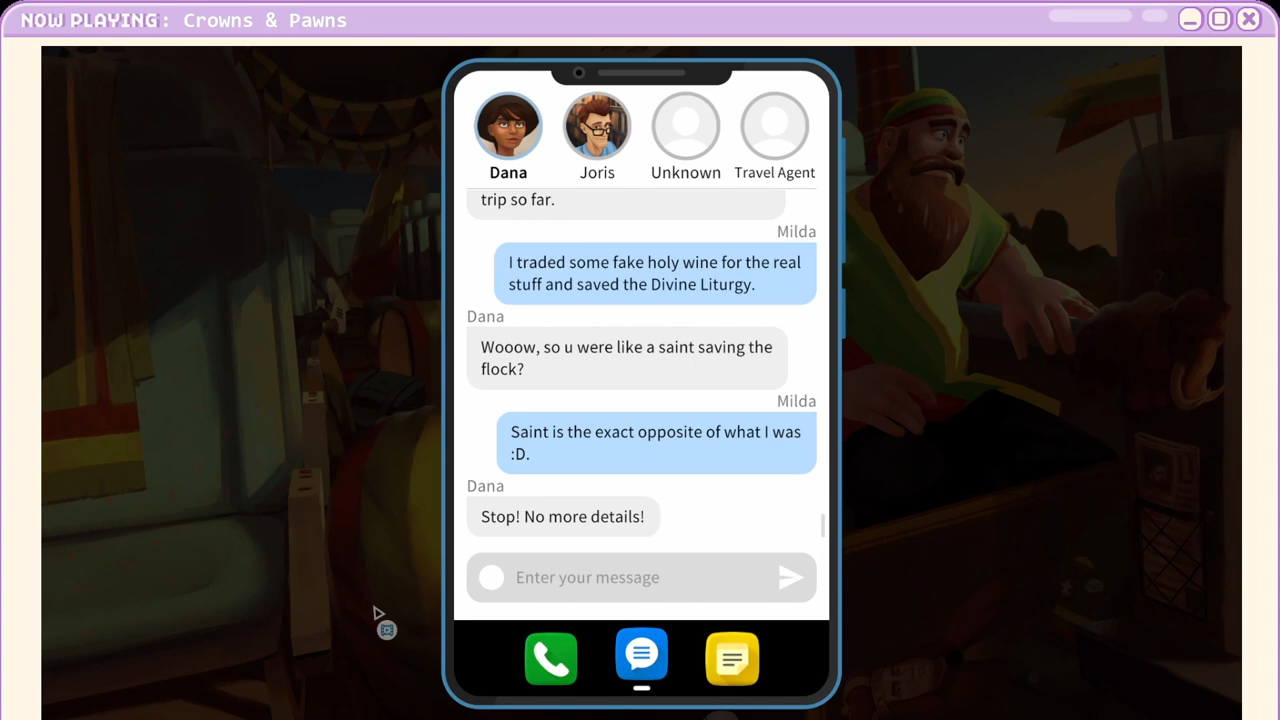 NOW PLAYING: Crowns & Pawns
Dana
Joris
Unknown
Travel Agent
trip so far.
Milda
I traded some fake holy wine for the real
stuff and saved the Divine Liturgy.
Dana
Wooow, so u were like a saint saving the
flock?
Milda
Saint is the exact opposite of what I was
:D.
Dana
Stop! No more details!
Enter your message